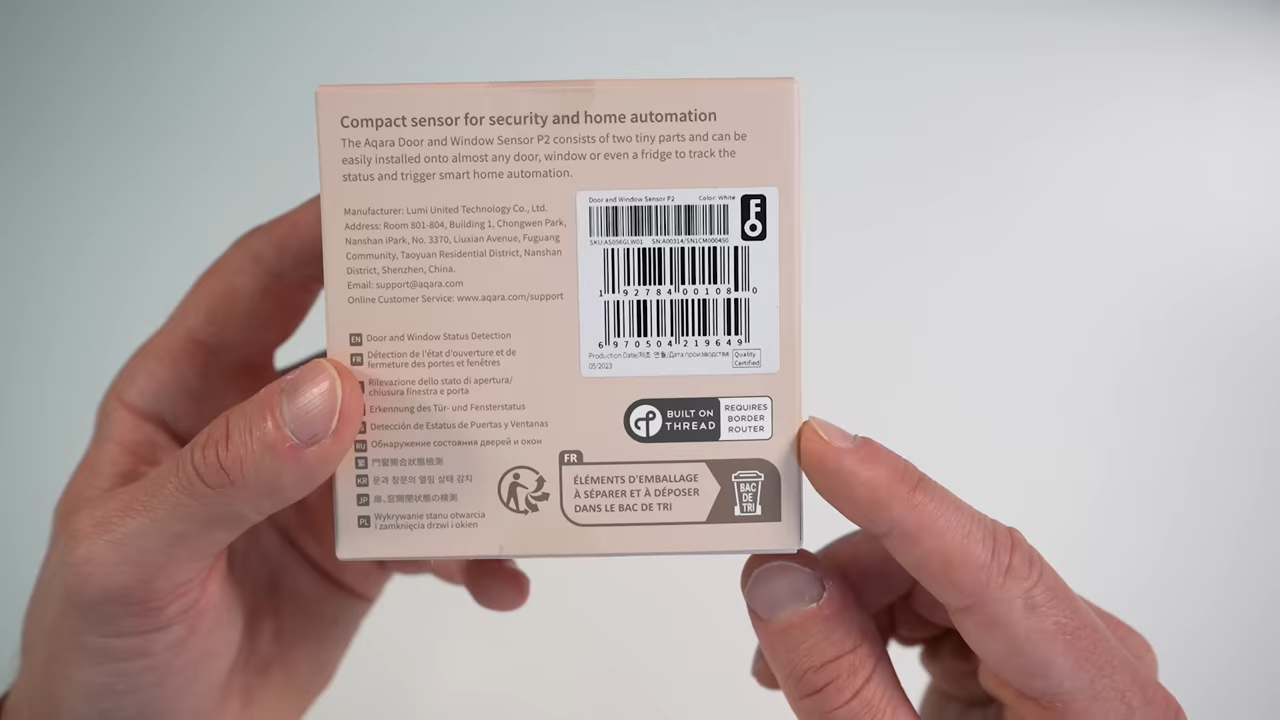 Compact sensor for security and home automation
The Aqara Door and Window Sensor P2 consists of two tiny parts and can be
easily installed onto almost any door, window or even a fridge to track the
status and trigger smart home automation.
Manufacturer: Lumi United Technology Co., Ltd.
Address: Room 801-804, Building 1, Chongwen Park,
Nanshan iPark, No. 3370, Liuxian Avenue, Fuguang
Community, Taoyuan Residential District, Nanshan
District, Shenzhen, China.
Email: support@aqara.com
Online Customer Service: www.aqara.com/support
Door and Window Sensor P2 Color: White
SKU:AS056GLW01 SN:A00314/SN1CM000450
1 92784 00108 0
6 970504 219649
Production Date/제조 연월/Дата производства
05/2023
Quality
Certified
EN Door and Window Status Detection
FR Détection de l'état d'ouverture et de
fermeture des portes et fenêtres
Rilevazione dello stato di apertura/
chiusura finestra e porta
Erkennung des Tür- und Fensterstatus
Detección de Estatus de Puertas y Ventanas
RU Обнаружение состояния дверей и окон
繁 門窗開合狀態檢測
KR 문과 창문의 열림 상태 감지
JP 扉、窓開閉状態の検測
PL Wykrywanie stanu otwarcia
i zamknięcia drzwi i okien
BUILT ON
THREAD
REQUIRES
BORDER
ROUTER
FR
ÉLÉMENTS D'EMBALLAGE
À SÉPARER ET À DÉPOSER
DANS LE BAC DE TRI
BAC
DE
TRI